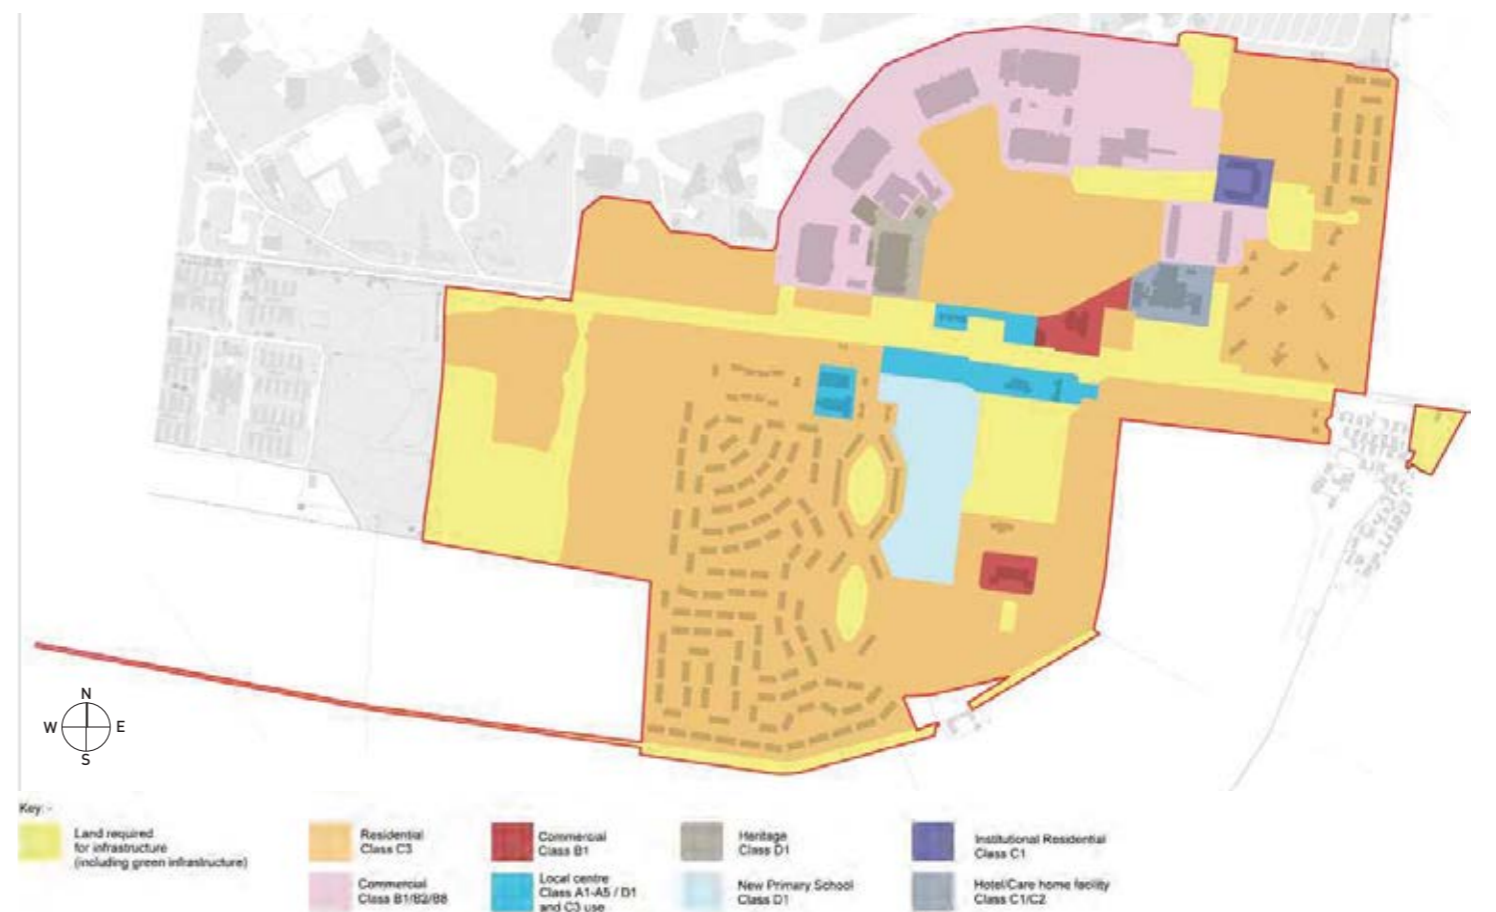 N
W E
S
Key: -
Land required
for infrastructure
(including green infrastructure)
Residential
Class C3
Commercial
Class B1
Heritage
Class D1
Institutional Residential
Class C1
Commercial
Class B1/B2/B8
Local centre
Class A1-A5 / D1
and C3 use
New Primary School
Class D1
Hotel/Care home facility
Class C1/C2